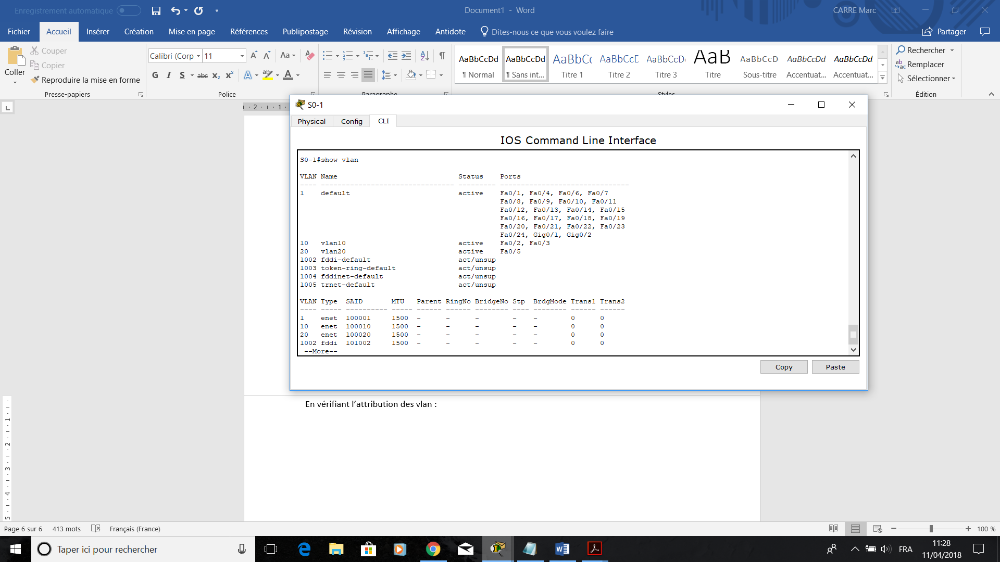 Enregistrement automatique
Document1 - Word
CARRE Marc
Fichier Accueil Insérer Création Mise en page Références Publipostage Révision Affichage Antidote Dites-nous ce que vous voulez faire Partager
Coller
Couper
Copier
Reproduire la mise en forme
Presse-papiers
Calibri (Corp 11
G I S abc x₂ x²
Police
Paragraphe
AaBbCcDd AaBbCcDd AaBbCc AaBbCcD AaBbCcD AaB AaBbCcD AaBbCcDd AaBbCcDd
¶ Normal ¶ Sans int... Titre 1 Titre 2 Titre 3 Titre Sous-titre Accentuat... Accentuat...
Styles
Rechercher
Remplacer
Sélectionner
Édition
S0-1
Physical Config CLI
IOS Command Line Interface
S0-1#show vlan
VLAN Name Status Ports
---- -------------------------------- --------- -------------------------------
1 default active Fa0/1, Fa0/4, Fa0/6, Fa0/7
Fa0/8, Fa0/9, Fa0/10, Fa0/11
Fa0/12, Fa0/13, Fa0/14, Fa0/15
Fa0/16, Fa0/17, Fa0/18, Fa0/19
Fa0/20, Fa0/21, Fa0/22, Fa0/23
Fa0/24, Gig0/1, Gig0/2
10 vlan10 active Fa0/2, Fa0/3
20 vlan20 active Fa0/5
1002 fddi-default act/unsup
1003 token-ring-default act/unsup
1004 fddinet-default act/unsup
1005 trnet-default act/unsup
VLAN Type SAID MTU Parent RingNo BridgeNo Stp BrdgMode Trans1 Trans2
---- ----- ---------- ----- ------ ------ -------- ---- -------- ------ ------
1 enet 100001 1500 - - - - - 0 0
10 enet 100010 1500 - - - - - 0 0
20 enet 100020 1500 - - - - - 0 0
1002 fddi 101002 1500 - - - - - 0 0
--More--
Copy Paste
En vérifiant l’attribution des vlan :
Page 6 sur 6 413 mots Français (France) 100 %
Taper ici pour rechercher
FRA
11:28
11/04/2018